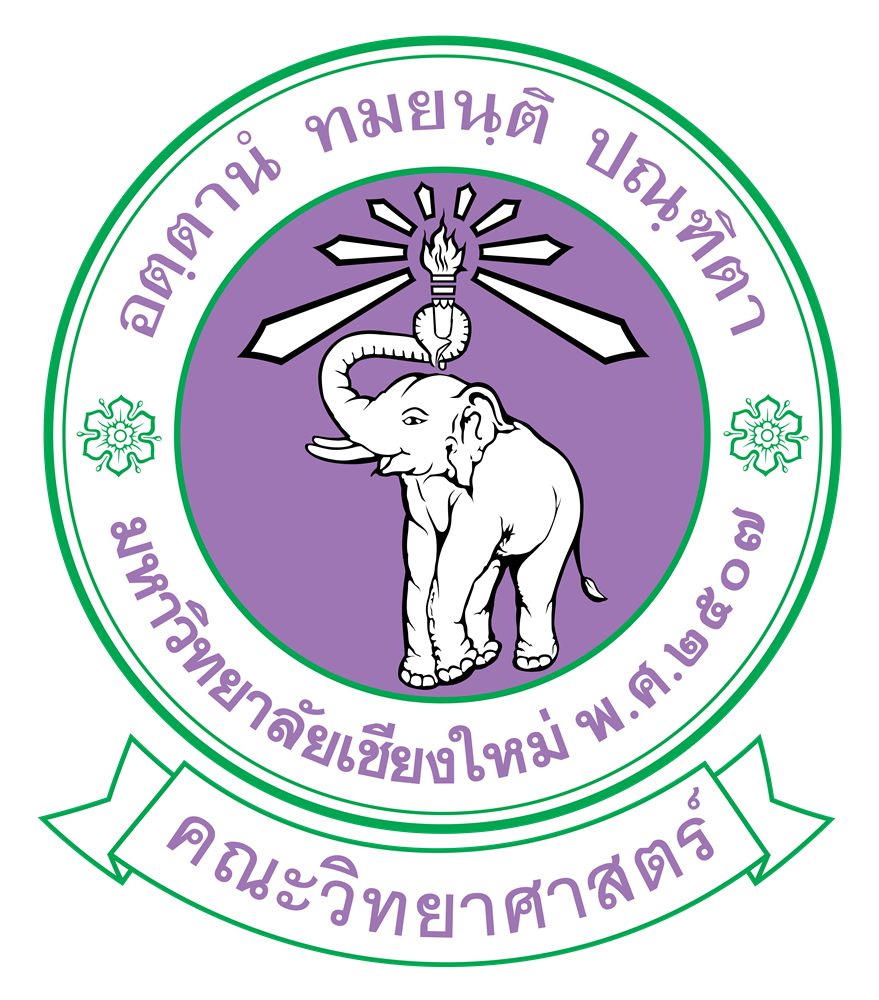 อตฺตานํ ทมยนฺติ ปณฺฑิตา
มหาวิทยาลัยเชียงใหม่ พ.ศ.๒๕๐๗
คณะวิทยาศาสตร์